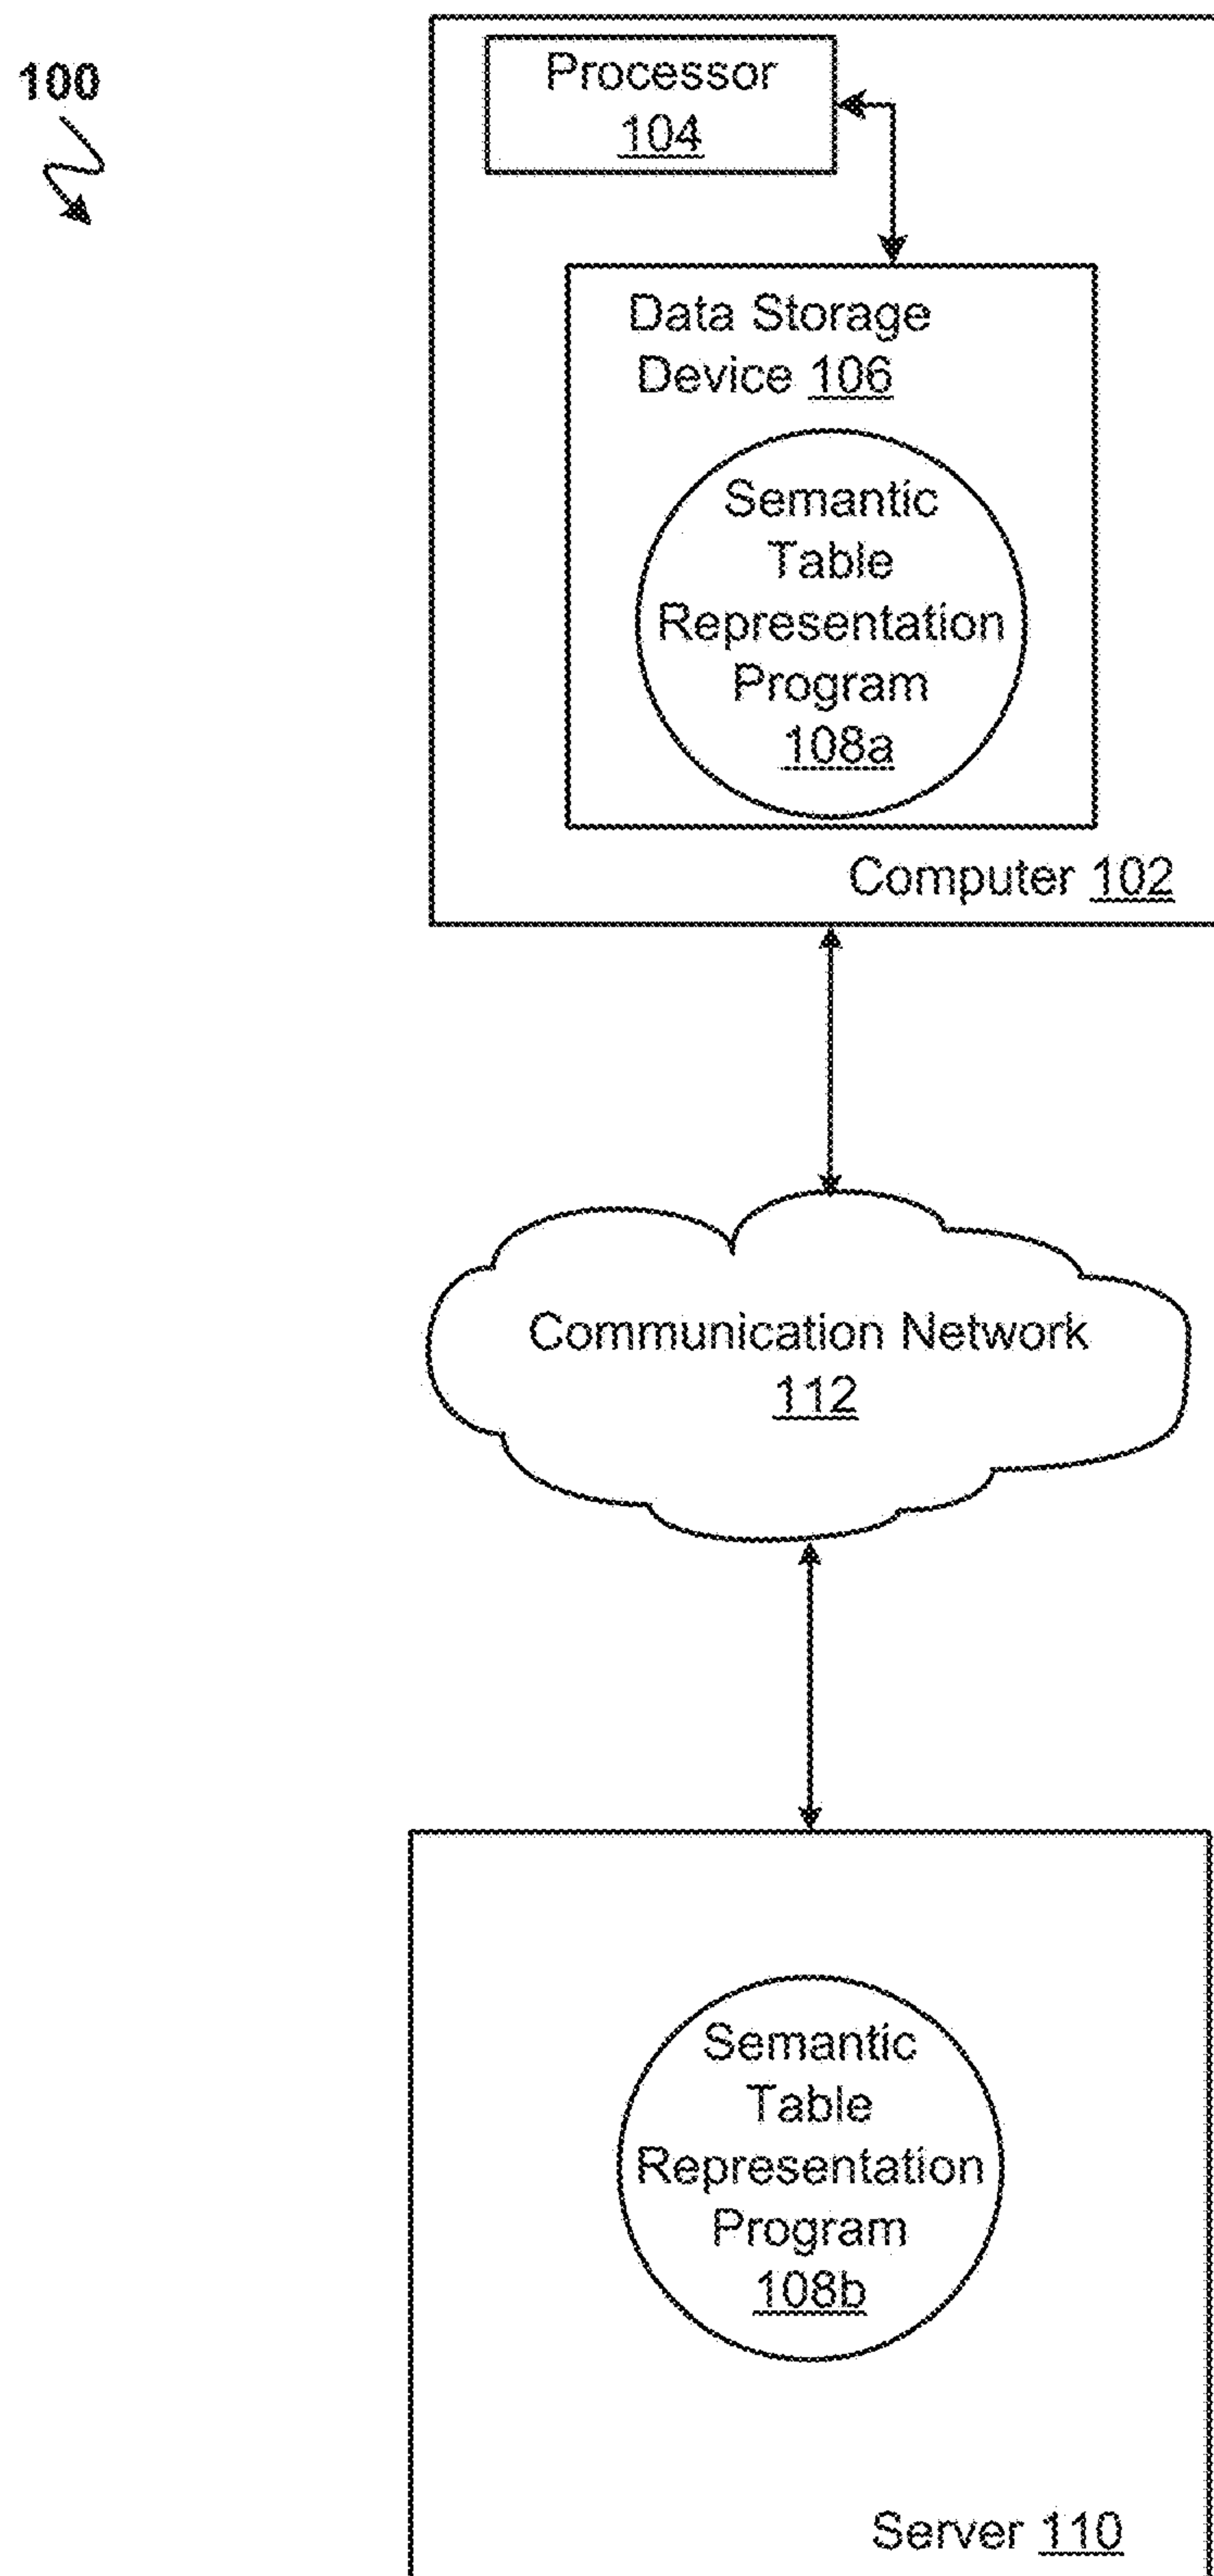 100
Processor
104
Data Storage
Device 106
Semantic
Table
Representation
Program
108a
Computer 102
Communication Network
112
Semantic
Table
Representation
Program
108b
Server 110